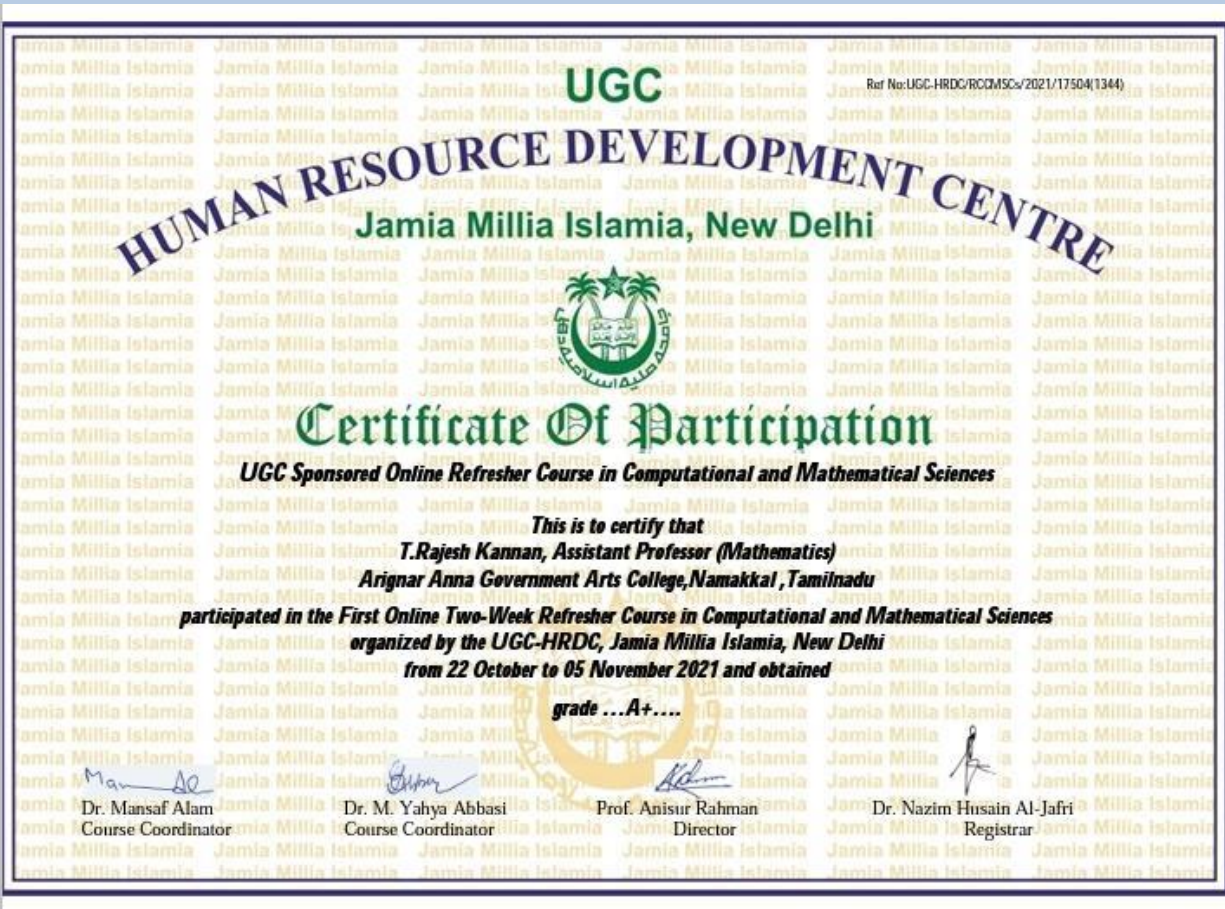 UGC
Ref No:UGC-HRDC/RCCMSCs/2021/17504(1344)
HUMAN RESOURCE DEVELOPMENT CENTRE
Jamia Millia Islamia, New Delhi
Certificate Of Participation
UGC Sponsored Online Refresher Course in Computational and Mathematical Sciences
This is to certify that
T.Rajesh Kannan, Assistant Professor (Mathematics)
Arignar Anna Government Arts College,Namakkal ,Tamilnadu
participated in the First Online Two-Week Refresher Course in Computational and Mathematical Sciences
organized by the UGC-HRDC, Jamia Millia Islamia, New Delhi
from 22 October to 05 November 2021 and obtained
grade ...A+....
Dr. Mansaf Alam
Course Coordinator
Dr. M. Yahya Abbasi
Course Coordinator
Prof. Anisur Rahman
Director
Dr. Nazim Husain Al-Jafri
Registrar